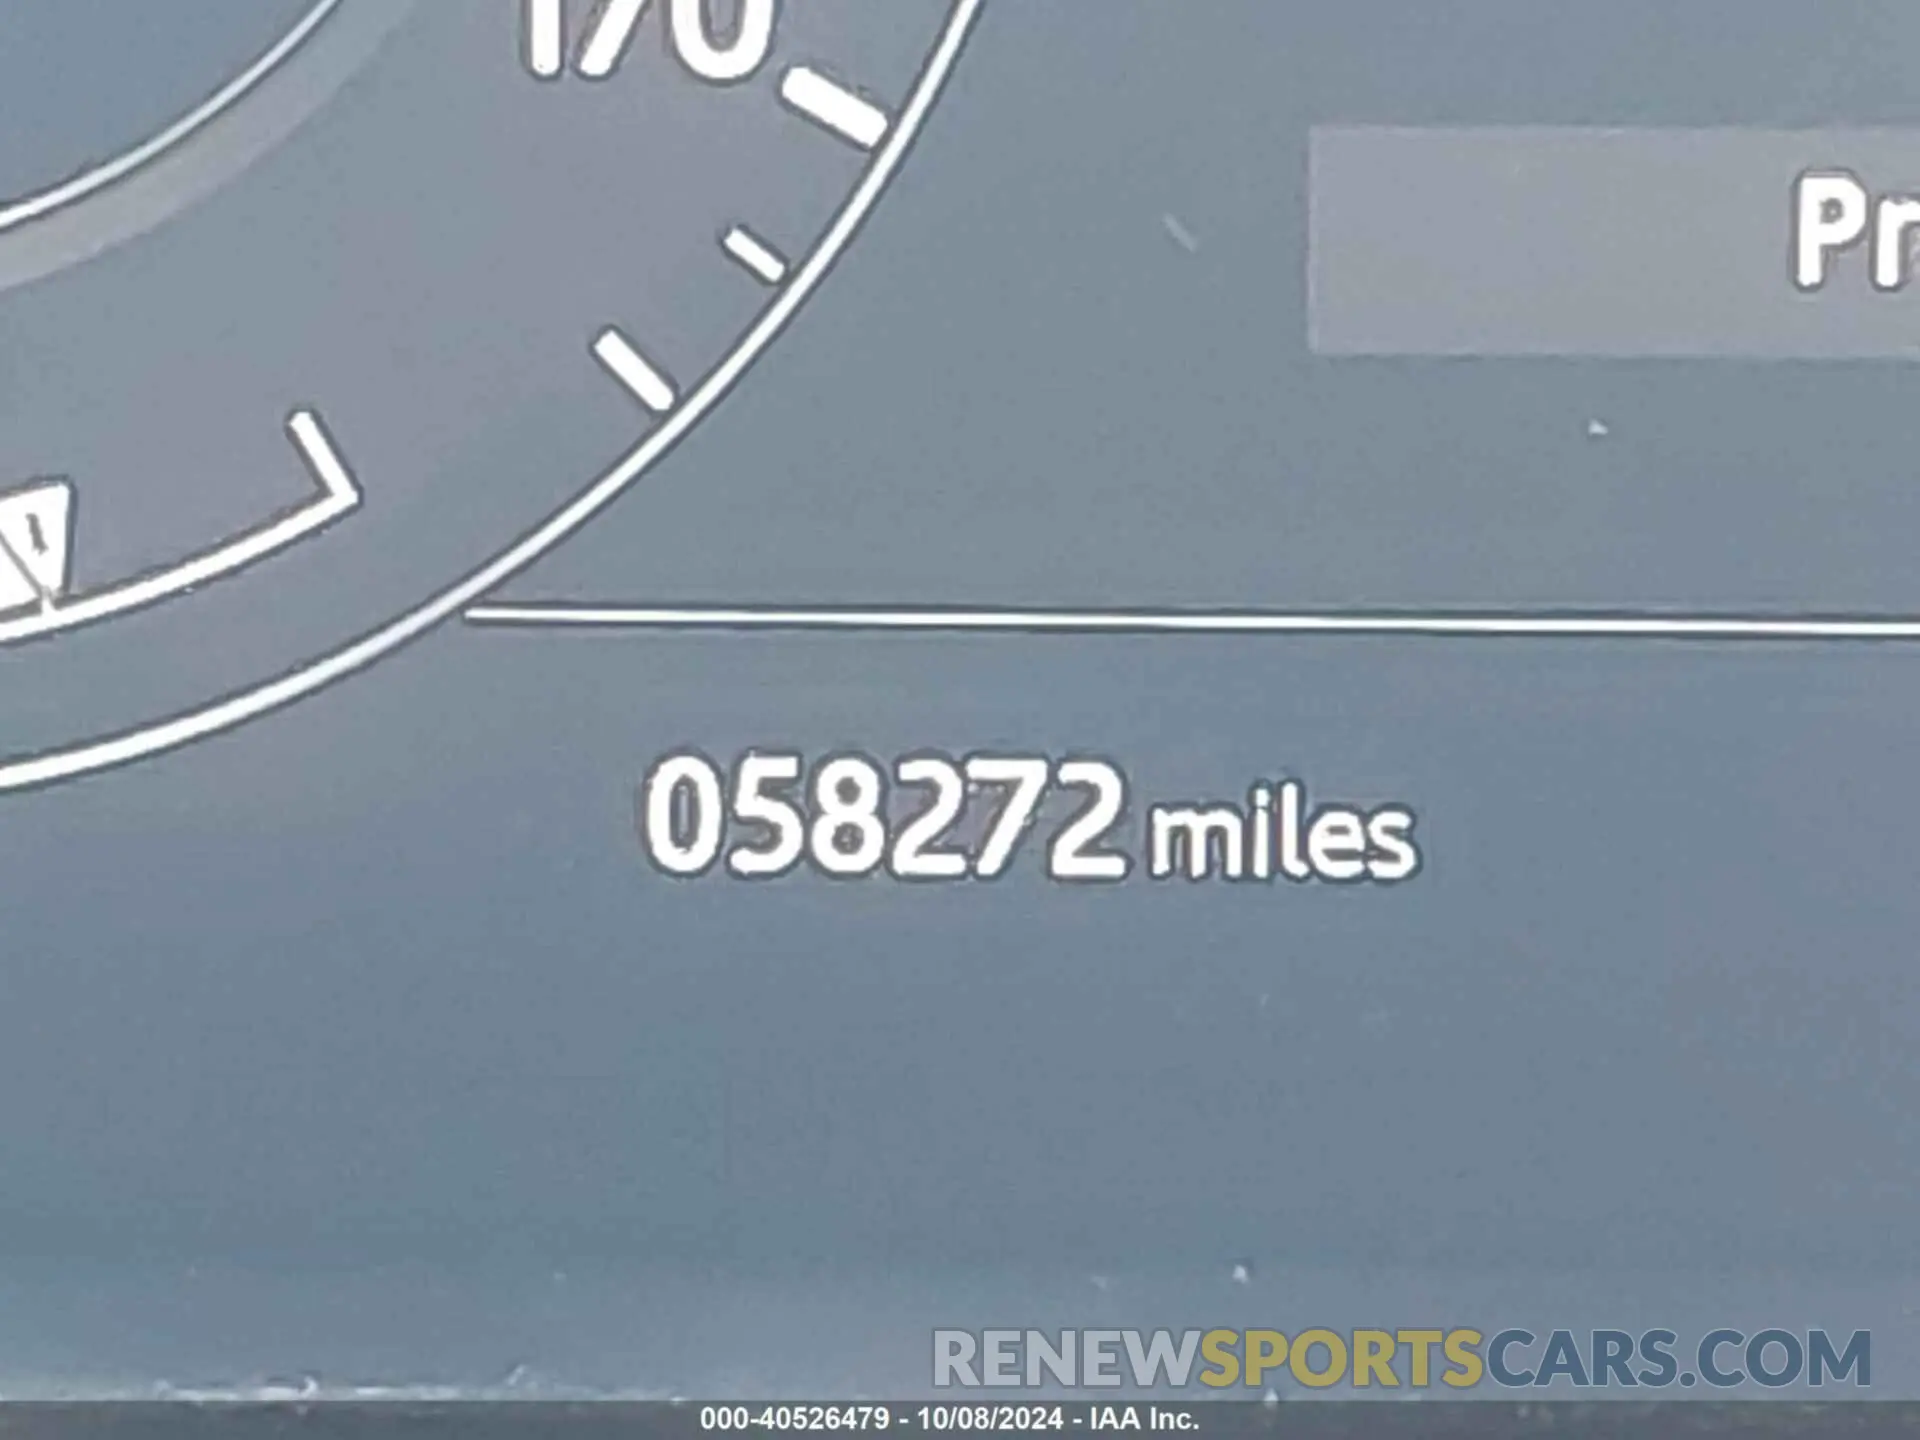 170
Pr
058272 miles
RENEWSPORTSCARS.COM
000-40526479 - 10/08/2024 - IAA Inc.